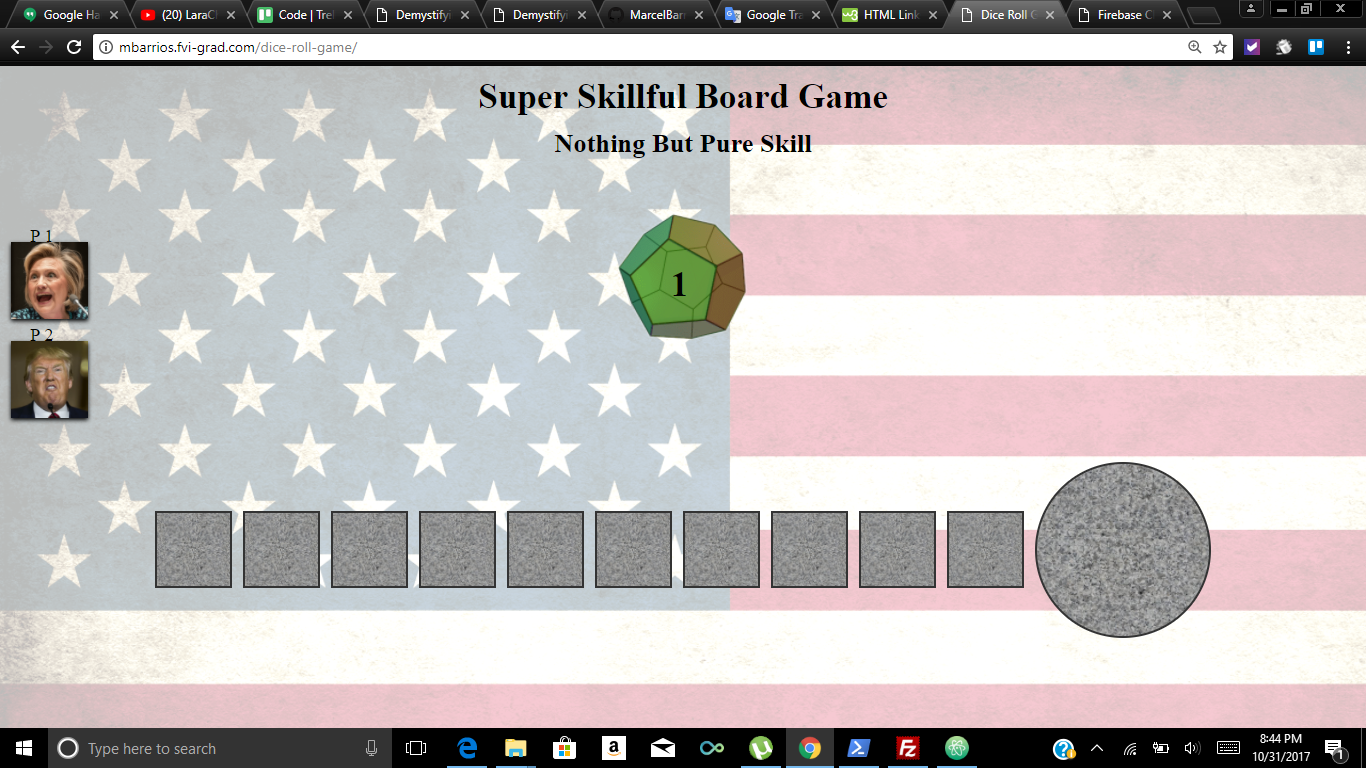 Google Ha
(20) LaraC
Code | Trel
Demystifyi
Demystifyi
MarcelBarr
Google Tra
HTML Link
Dice Roll G
Firebase C
mbarrios.fvi-grad.com/dice-roll-game/
Super Skillful Board Game
Nothing But Pure Skill
1
P 1
P 2
Type here to search
8:44 PM
10/31/2017
1